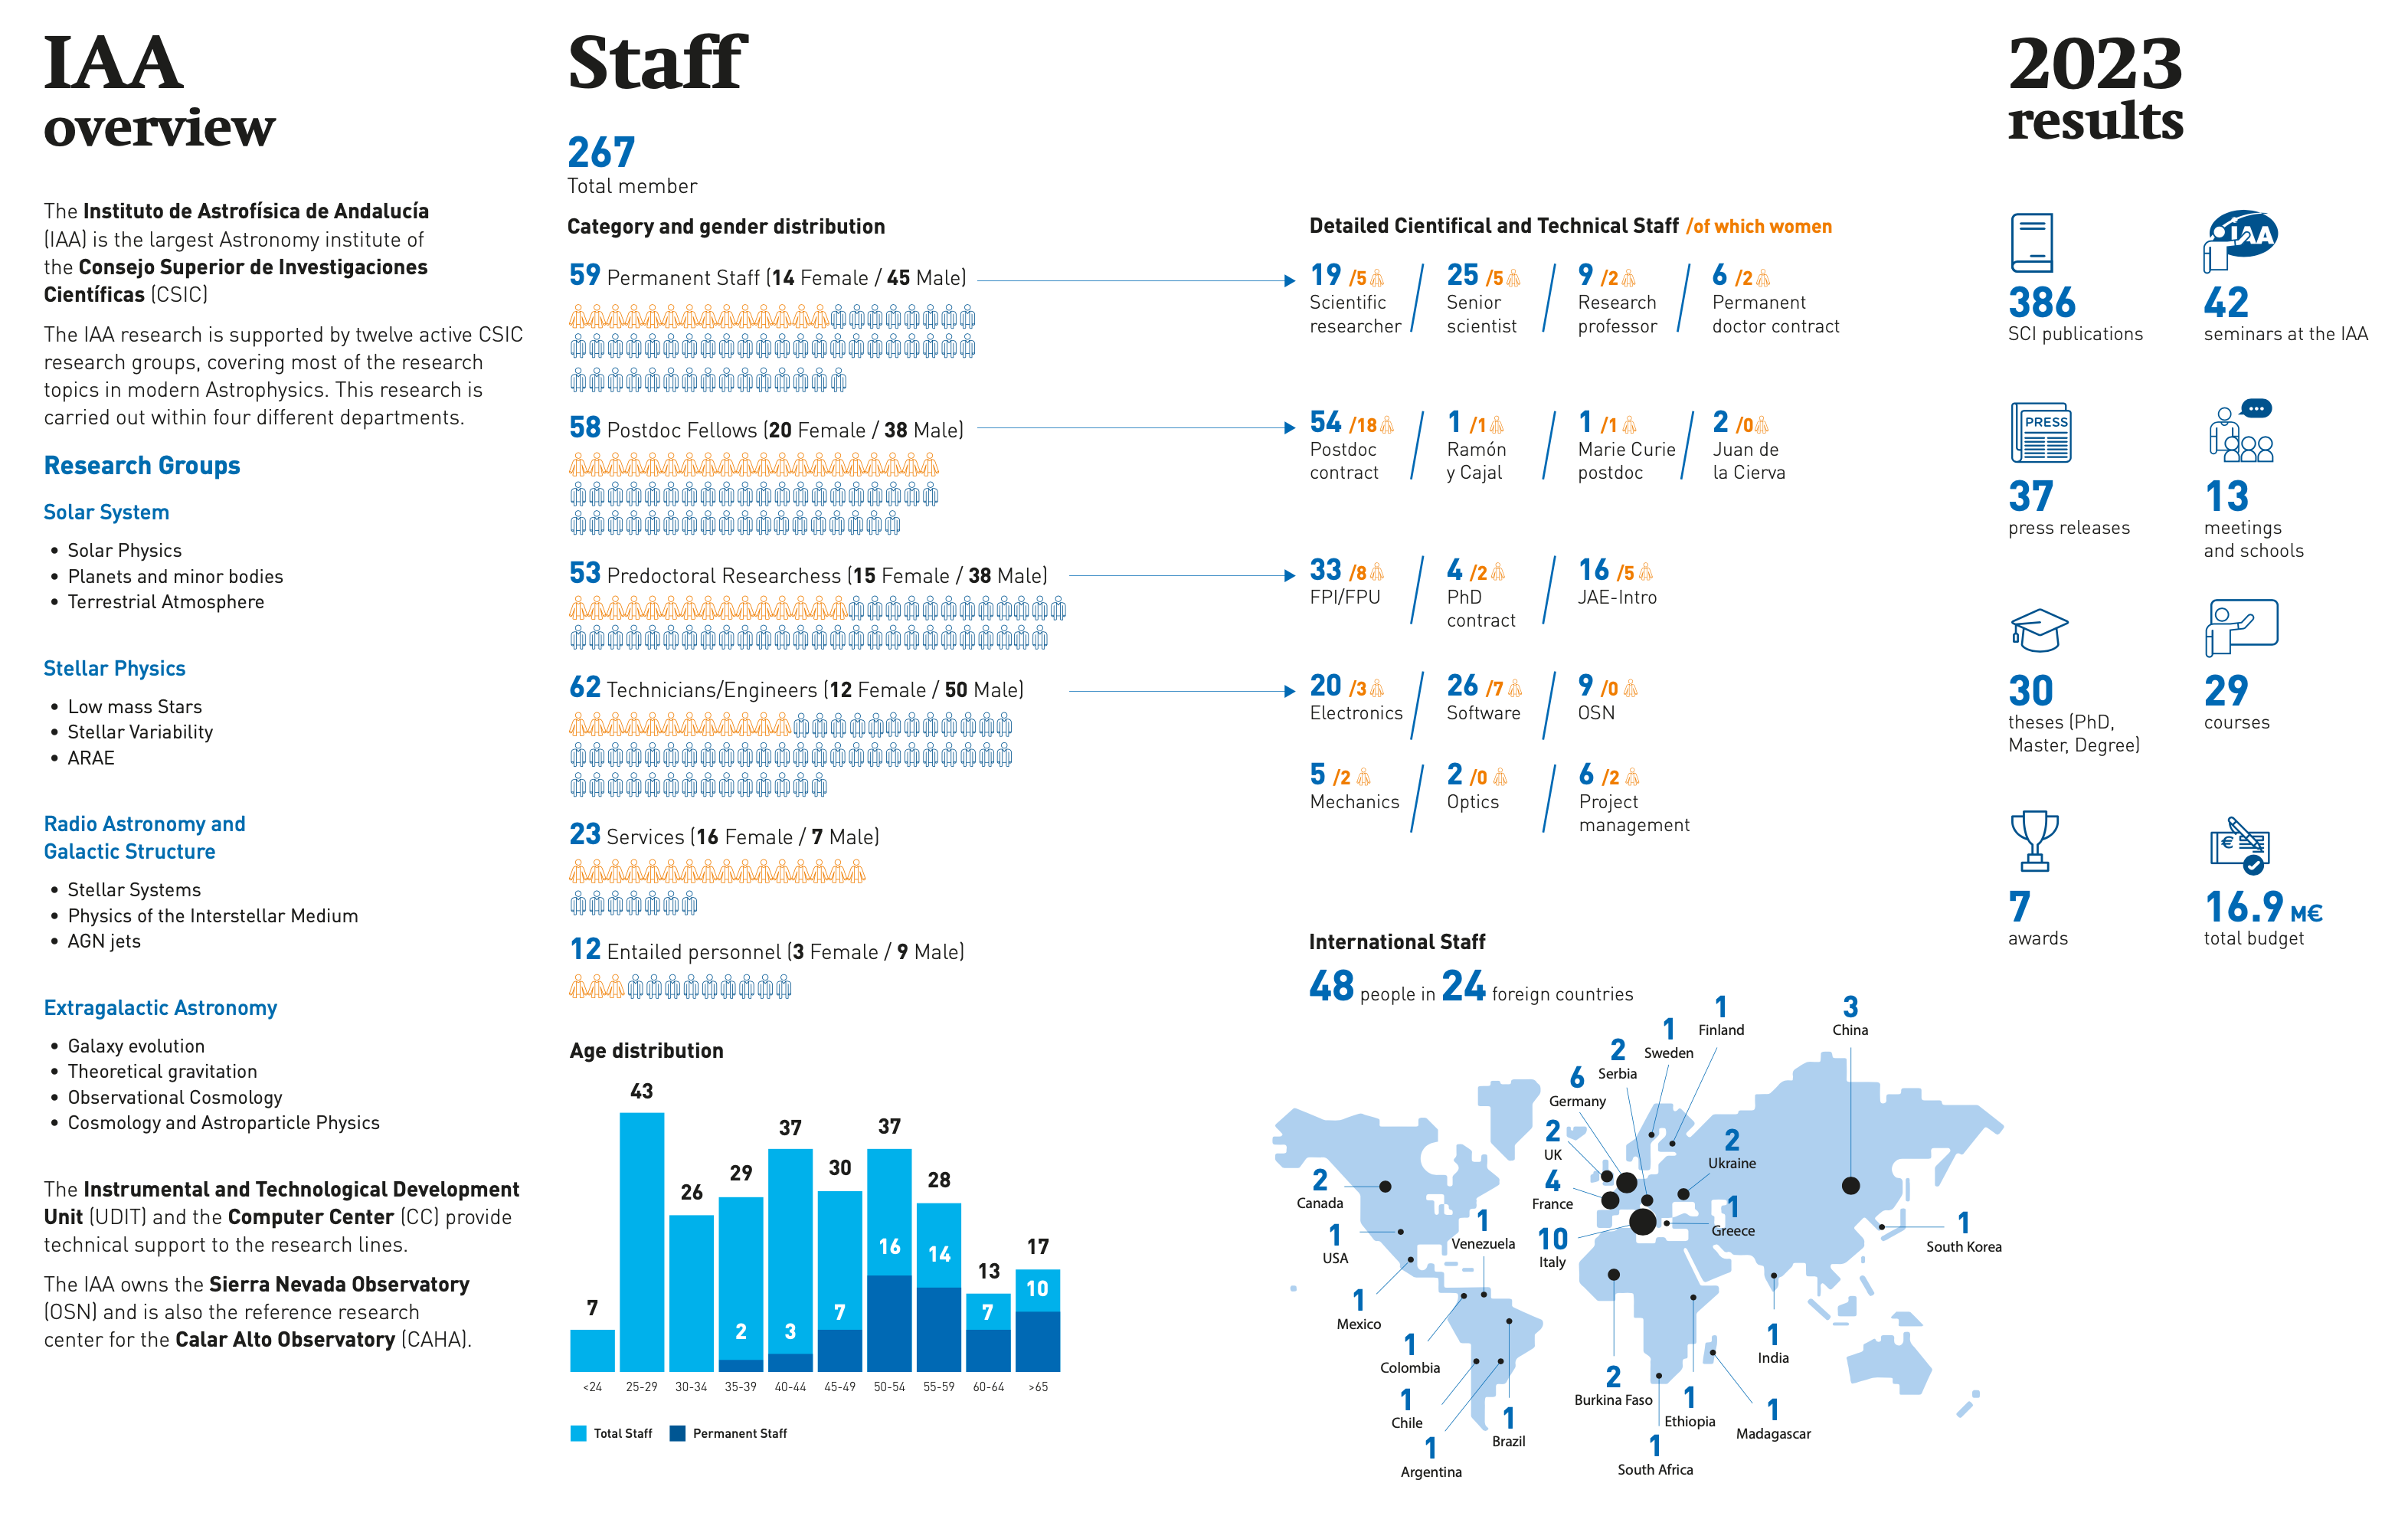 IAA
overview
The Instituto de Astrofísica de Andalucía
(IAA) is the largest Astronomy institute of
the Consejo Superior de Investigaciones
Científicas (CSIC)
The IAA research is supported by twelve active CSIC
research groups, covering most of the research
topics in modern Astrophysics. This research is
carried out within four different departments.
Research Groups
Solar System
• Solar Physics
• Planets and minor bodies
• Terrestrial Atmosphere
Stellar Physics
• Low mass Stars
• Stellar Variability
• ARAE
Radio Astronomy and
Galactic Structure
• Stellar Systems
• Physics of the Interstellar Medium
• AGN jets
Extragalactic Astronomy
• Galaxy evolution
• Theoretical gravitation
• Observational Cosmology
• Cosmology and Astroparticle Physics
The Instrumental and Technological Development
Unit (UDIT) and the Computer Center (CC) provide
technical support to the research lines.
The IAA owns the Sierra Nevada Observatory
(OSN) and is also the reference research
center for the Calar Alto Observatory (CAHA).
Staff
267
Total member
Category and gender distribution
59 Permanent Staff (14 Female / 45 Male)
58 Postdoc Fellows (20 Female / 38 Male)
53 Predoctoral Researchess (15 Female / 38 Male)
62 Technicians/Engineers (12 Female / 50 Male)
23 Services (16 Female / 7 Male)
12 Entailed personnel (3 Female / 9 Male)
Age distribution
7
43
26
29
37
30
37
28
13
17
2
3
7
16
14
7
10
<24
25-29
30-34
35-39
40-44
45-49
50-54
55-59
60-64
>65
Total Staff
Permanent Staff
Detailed Cientifical and Technical Staff /of which women
19 /5
Scientific
researcher
25 /5
Senior
scientist
9 /2
Research
professor
6 /2
Permanent
doctor contract
54 /18
Postdoc
contract
1 /1
Ramón
y Cajal
1 /1
Marie Curie
postdoc
2 /0
Juan de
la Cierva
33 /8
FPI/FPU
4 /2
PhD
contract
16 /5
JAE-Intro
20 /3
Electronics
26 /7
Software
9 /0
OSN
5 /2
Mechanics
2 /0
Optics
6 /2
Project
management
International Staff
48 people in 24 foreign countries
1
Finland
3
China
1
Sweden
2
Serbia
6
Germany
2
UK
2
Ukraine
4
France
2
Canada
1
Greece
1
Venezuela
1
USA
10
Italy
1
South Korea
1
Mexico
1
Colombia
1
India
2
Burkina Faso
1
Ethiopia
1
Chile
1
Madagascar
1
Brazil
1
Argentina
1
South Africa
2023
results
386
SCI publications
IAA
42
seminars at the IAA
PRESS
37
press releases
13
meetings
and schools
30
theses (PhD,
Master, Degree)
29
courses
7
awards
€
16.9 M€
total budget